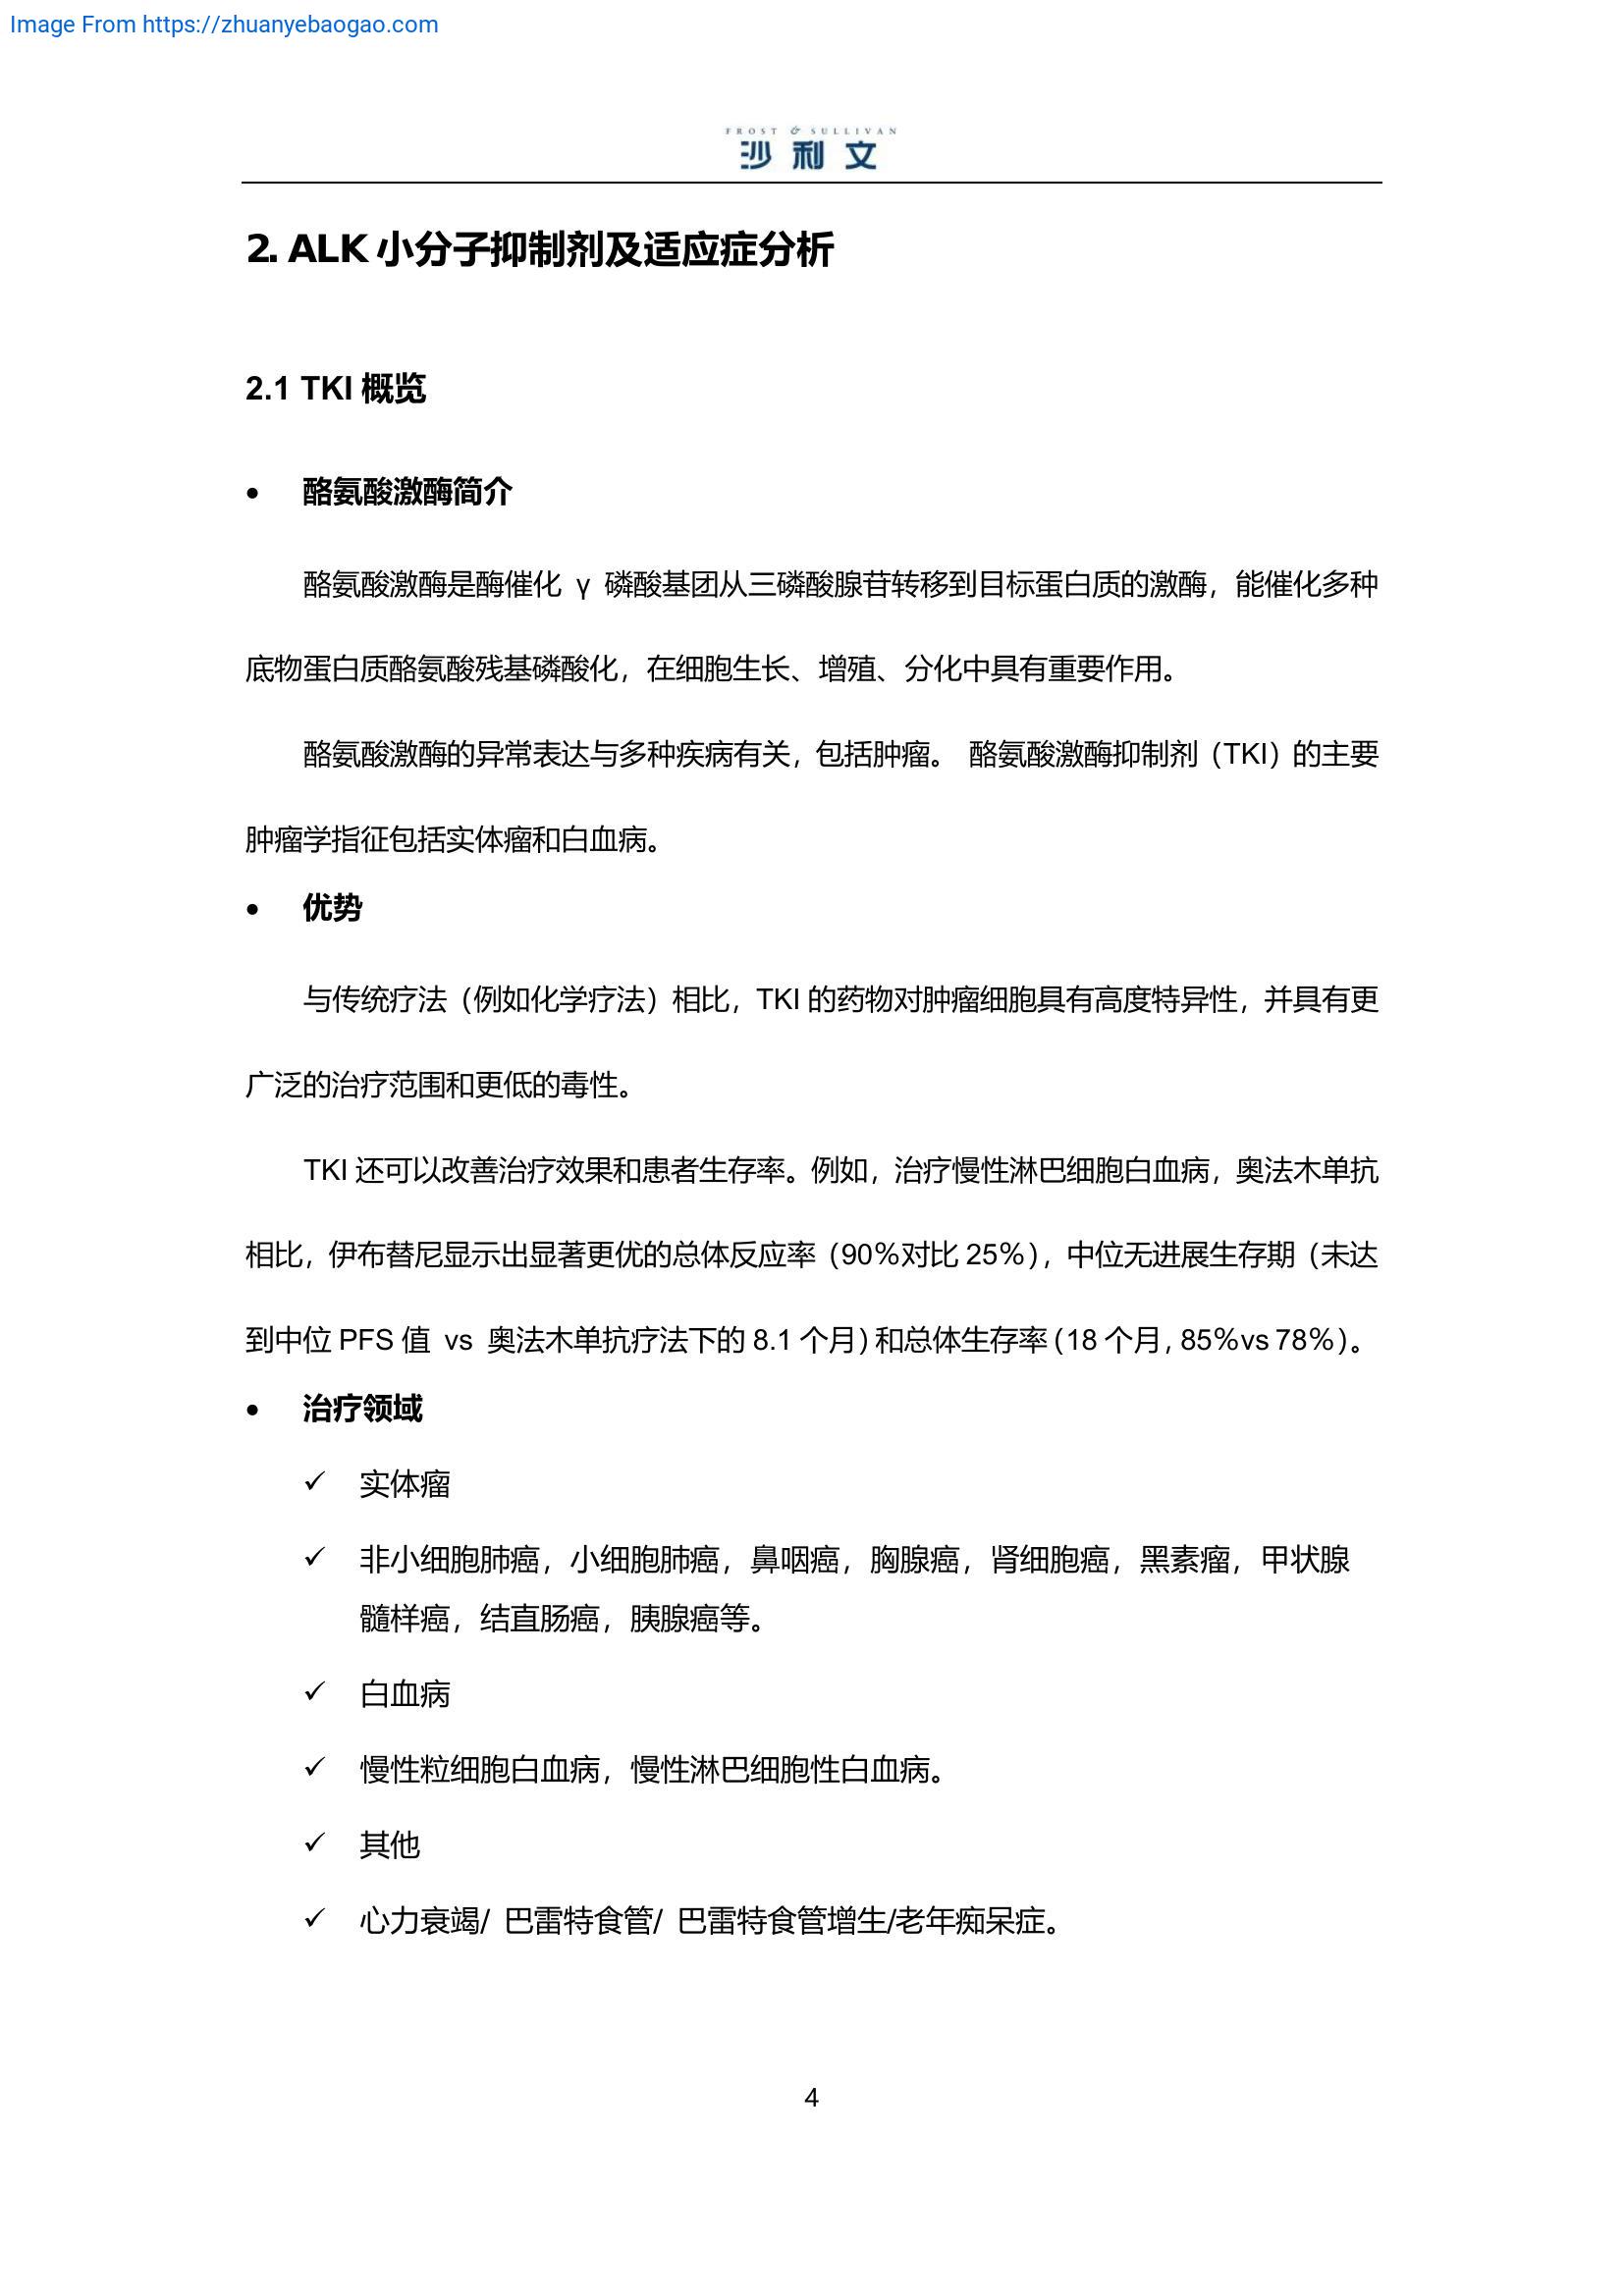 Image From https://zhuanyebaogao.com
FROST & SULLIVAN
沙利文
2. ALK 小分子抑制剂及适应症分析
2.1 TKI 概览
• 酪氨酸激酶简介
酪氨酸激酶是酶催化 γ 磷酸基团从三磷酸腺苷转移到目标蛋白质的激酶，能催化多种
底物蛋白质酪氨酸残基磷酸化，在细胞生长、增殖、分化中具有重要作用。
酪氨酸激酶的异常表达与多种疾病有关，包括肿瘤。 酪氨酸激酶抑制剂（TKI）的主要
肿瘤学指征包括实体瘤和白血病。
• 优势
与传统疗法（例如化学疗法）相比，TKI 的药物对肿瘤细胞具有高度特异性，并具有更
广泛的治疗范围和更低的毒性。
TKI 还可以改善治疗效果和患者生存率。例如，治疗慢性淋巴细胞白血病，奥法木单抗
相比，伊布替尼显示出显著更优的总体反应率（90%对比 25%），中位无进展生存期（未达
到中位 PFS 值 vs 奥法木单抗疗法下的 8.1 个月）和总体生存率（18 个月, 85%vs 78%）。
• 治疗领域
✓ 实体瘤
✓ 非小细胞肺癌，小细胞肺癌，鼻咽癌，胸腺癌，肾细胞癌，黑素瘤，甲状腺
髓样癌，结直肠癌，胰腺癌等。
✓ 白血病
✓ 慢性粒细胞白血病，慢性淋巴细胞性白血病。
✓ 其他
✓ 心力衰竭/ 巴雷特食管/ 巴雷特食管增生/老年痴呆症。
4